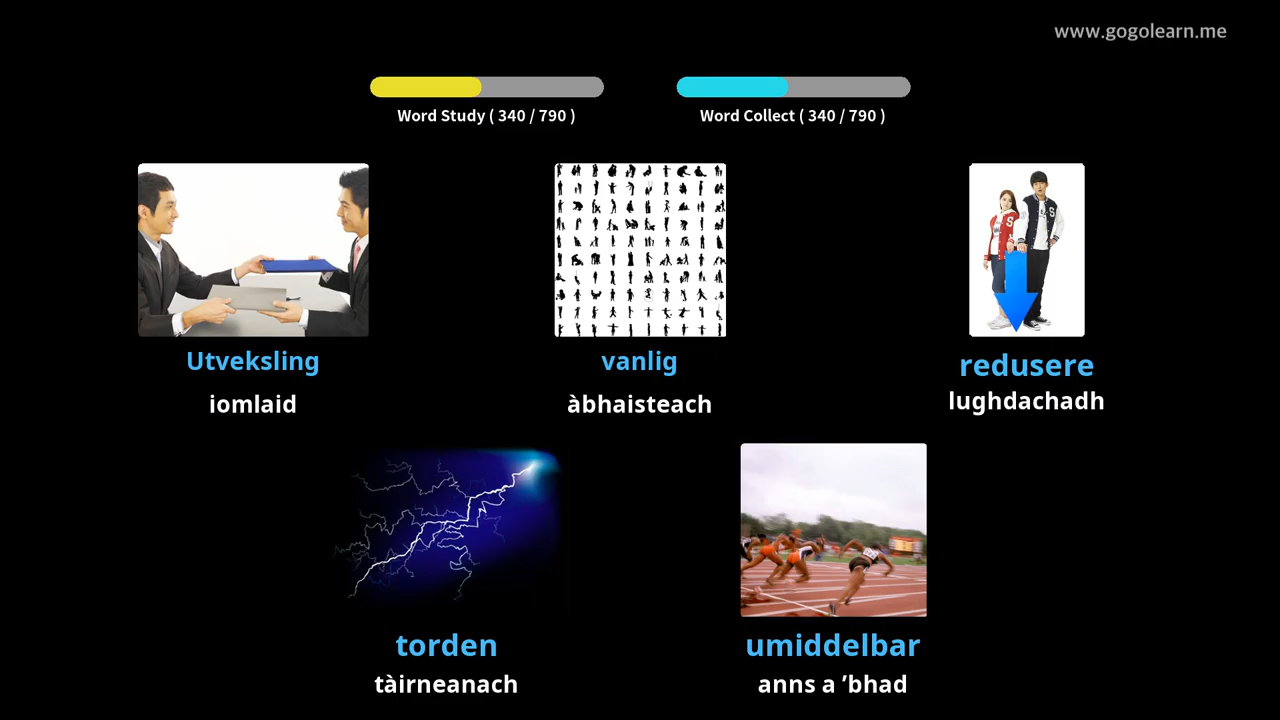 www.gogolearn.me
Word Study ( 340 / 790 )
Word Collect ( 340 / 790 )
Utveksling
vanlig
redusere
iomlaid
àbhaisteach
lughdachadh
torden
umiddelbar
tàirneanach
anns a ’bhad